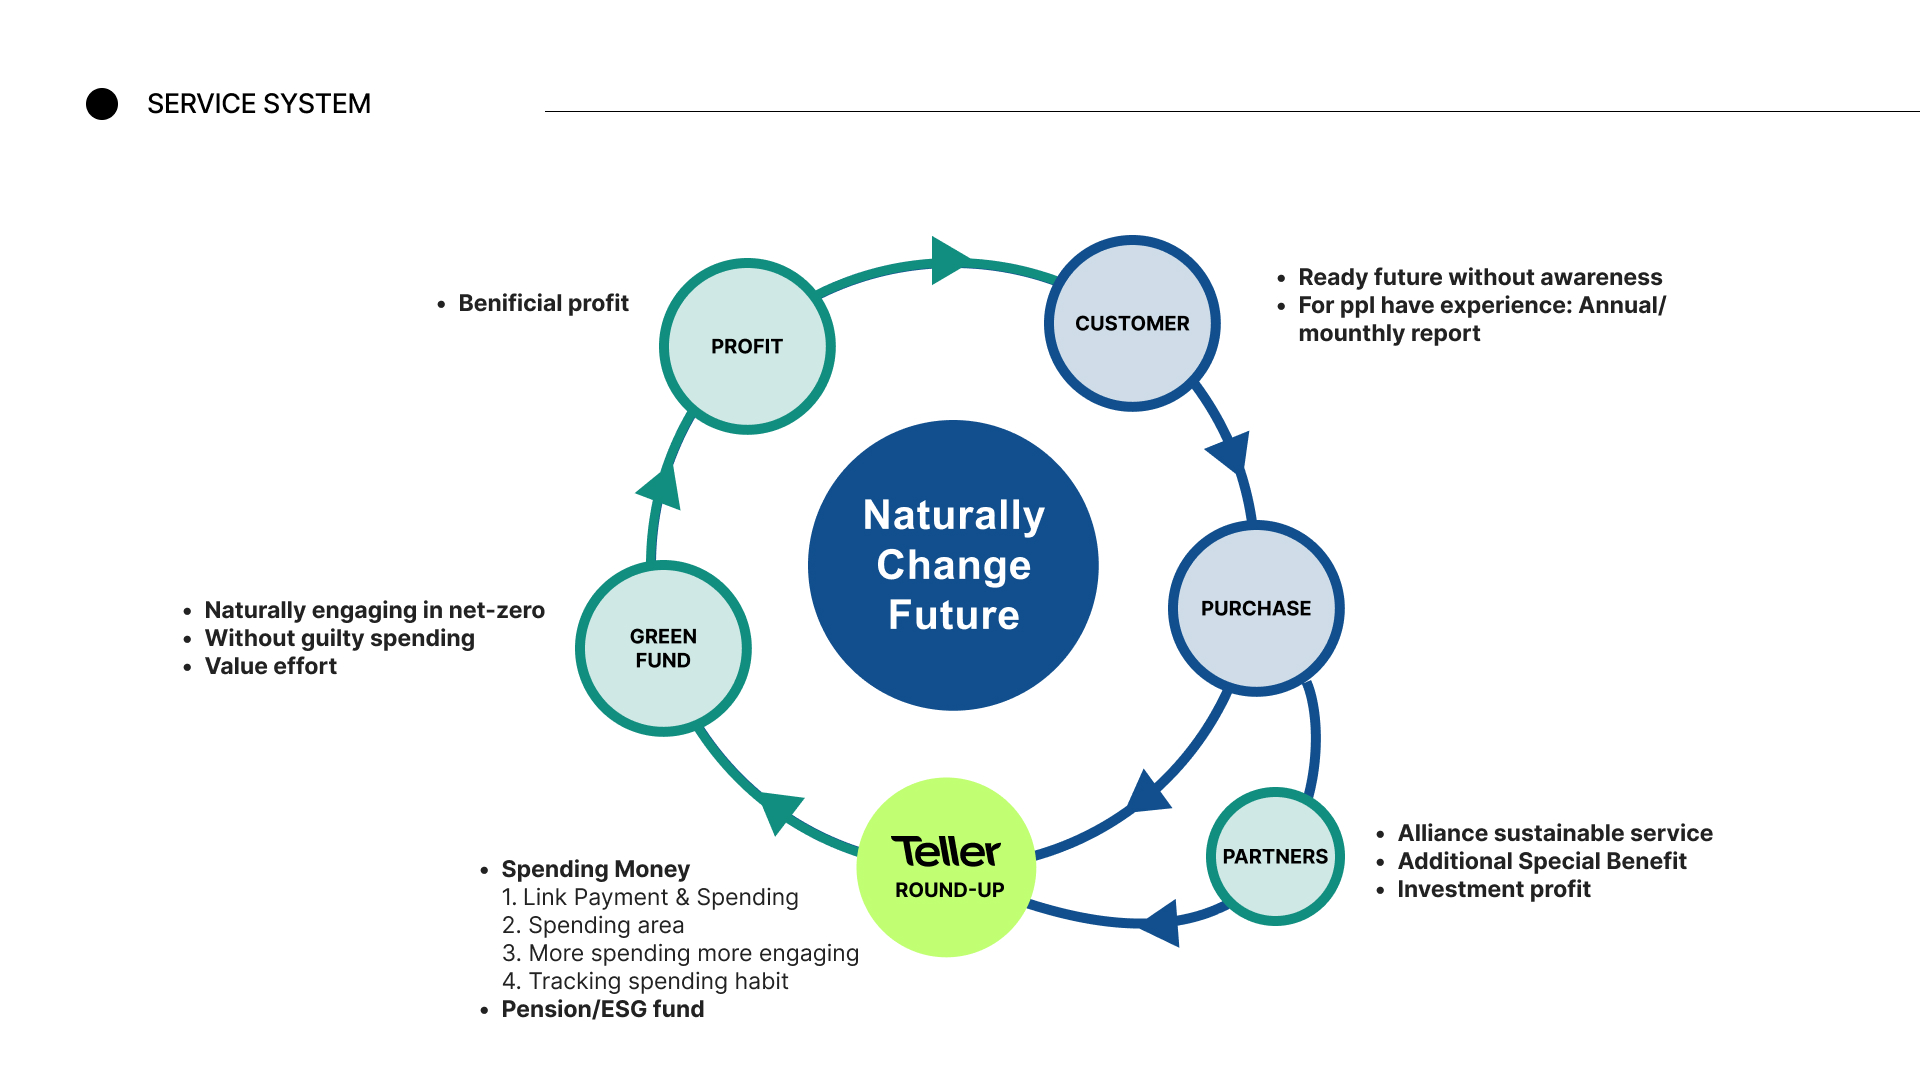 SERVICE SYSTEM
• Benificial profit
PROFIT
CUSTOMER
• Ready future without awareness
• For ppl have experience: Annual/
mounthly report
Naturally
Change
Future
PURCHASE
• Naturally engaging in net-zero
• Without guilty spending
• Value effort
GREEN
FUND
Teller
ROUND-UP
PARTNERS
• Alliance sustainable service
• Additional Special Benefit
• Investment profit
• Spending Money
1. Link Payment & Spending
2. Spending area
3. More spending more engaging
4. Tracking spending habit
• Pension/ESG fund